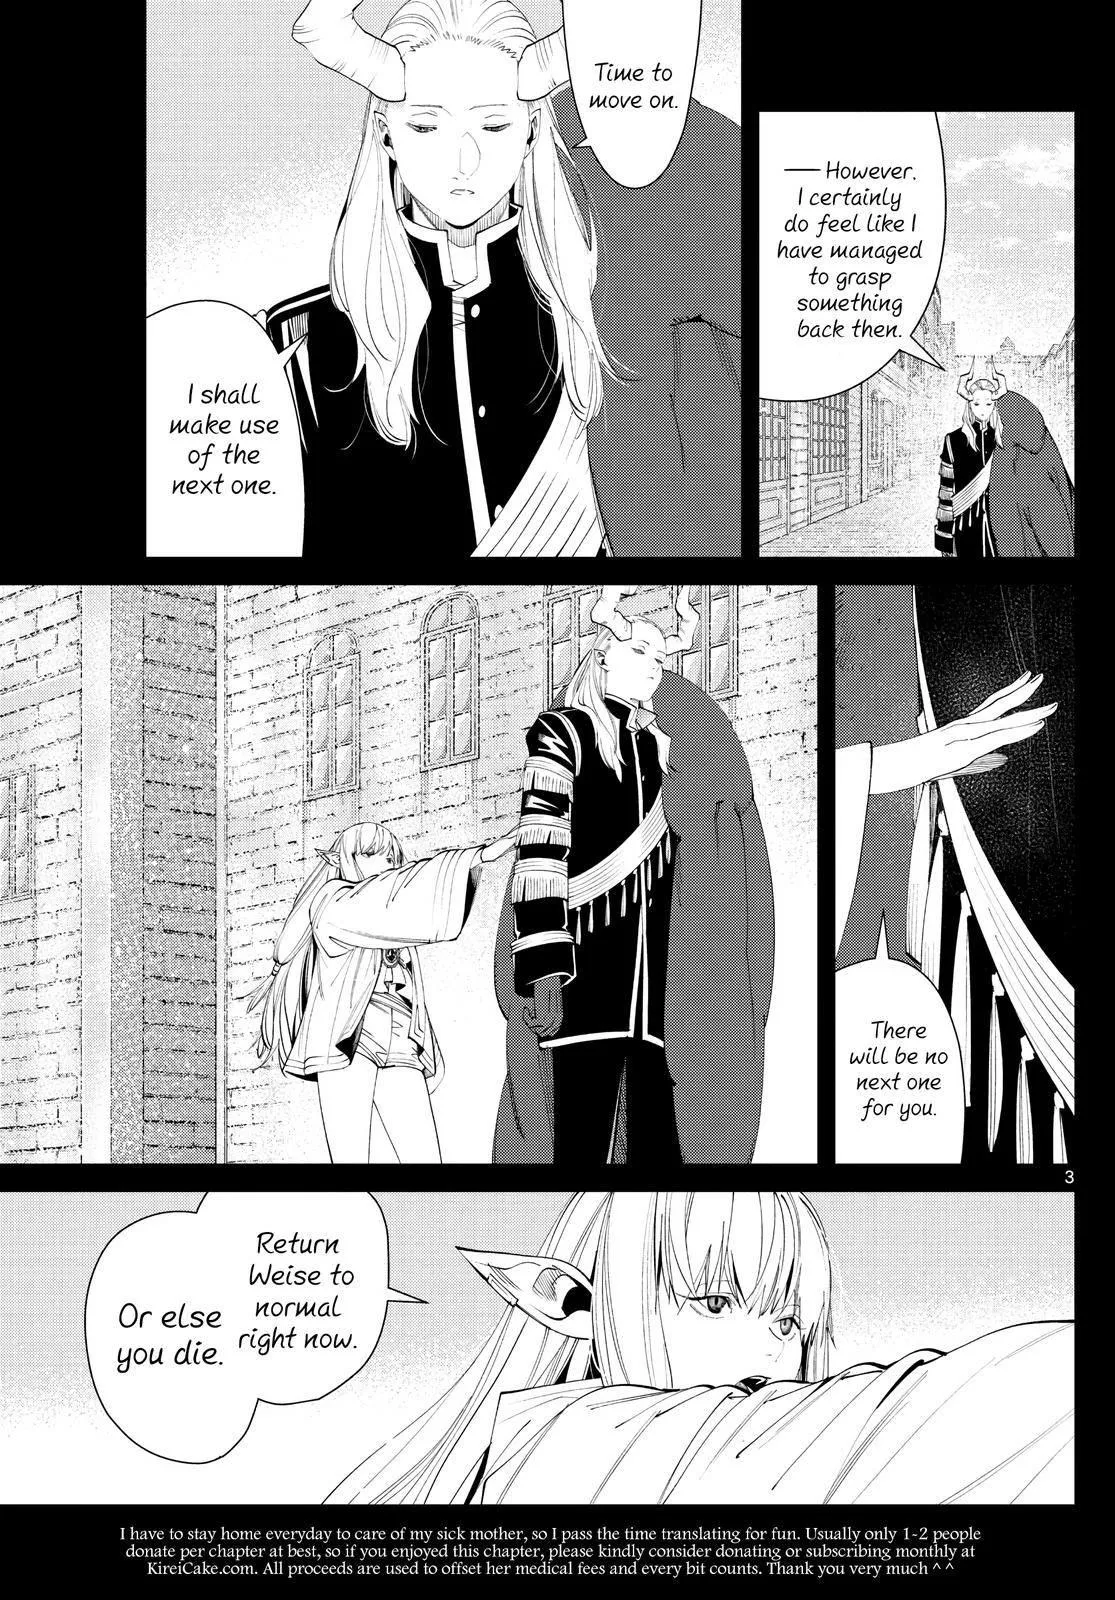 — However,
I certainly
do feel like I
have managed
to grasp
something
back then.
Time to
move on.
I shall
make use
of the
next one.
There
will be no
next one
for you.
3
Return
Weise to
normal
right now.
Or else
you die.
I have to stay home everyday to care of my sick mother, so I pass the time translating for fun. Usually only 1~2 people
donate per chapter at best, so if you enjoyed this chapter, please kindly consider donating or subscribing monthly at
KireiCake.com. All proceeds are used to offset her medical fees and every bit counts. Thank you very much ^ ^